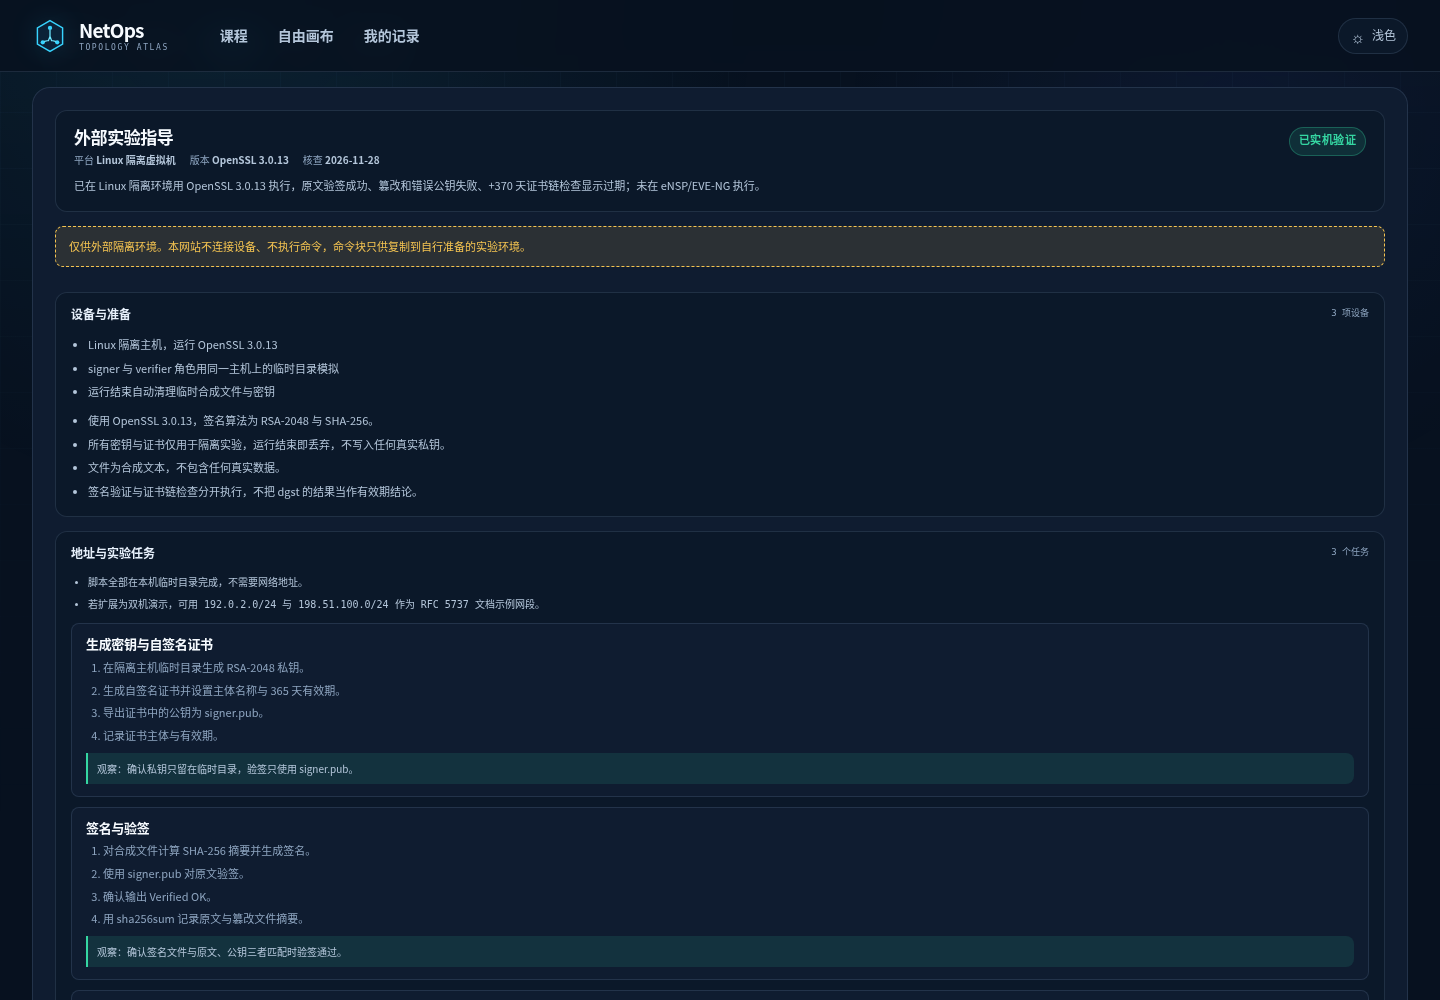 NetOps
TOPOLOGY ATLAS
课程
自由画布
我的记录
☼ 浅色
外部实验指导
已实机验证
平台 Linux 隔离虚拟机 版本 OpenSSL 3.0.13 核查 2026-11-28
已在 Linux 隔离环境用 OpenSSL 3.0.13 执行，原文验签成功、篡改和错误公钥失败、+370 天证书链检查显示过期；未在 eNSP/EVE-NG 执行。
仅供外部隔离环境。本网站不连接设备、不执行命令，命令块只供复制到自行准备的实验环境。
设备与准备
3 项设备
Linux 隔离主机，运行 OpenSSL 3.0.13
signer 与 verifier 角色用同一主机上的临时目录模拟
运行结束自动清理临时合成文件与密钥
使用 OpenSSL 3.0.13，签名算法为 RSA-2048 与 SHA-256。
所有密钥与证书仅用于隔离实验，运行结束即丢弃，不写入任何真实私钥。
文件为合成文本，不包含任何真实数据。
签名验证与证书链检查分开执行，不把 dgst 的结果当作有效期结论。
地址与实验任务
3 个任务
脚本全部在本机临时目录完成，不需要网络地址。
若扩展为双机演示，可用 192.0.2.0/24 与 198.51.100.0/24 作为 RFC 5737 文档示例网段。
生成密钥与自签名证书
1. 在隔离主机临时目录生成 RSA-2048 私钥。
2. 生成自签名证书并设置主体名称与 365 天有效期。
3. 导出证书中的公钥为 signer.pub。
4. 记录证书主体与有效期。
观察：确认私钥只留在临时目录，验签只使用 signer.pub。
签名与验签
1. 对合成文件计算 SHA-256 摘要并生成签名。
2. 使用 signer.pub 对原文验签。
3. 确认输出 Verified OK。
4. 用 sha256sum 记录原文与篡改文件摘要。
观察：确认签名文件与原文、公钥三者匹配时验签通过。